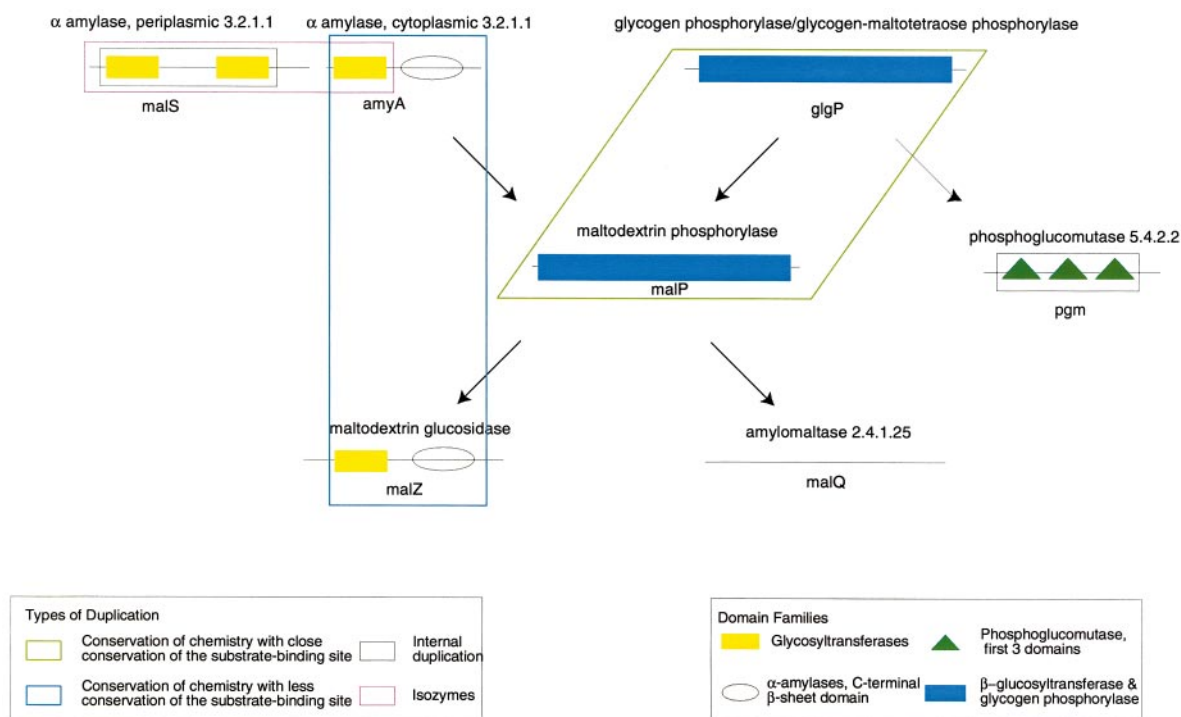 α amylase, periplasmic 3.2.1.1
α amylase, cytoplasmic 3.2.1.1
glycogen phosphorylase/glycogen-maltotetraose phosphorylase
malS
amyA
glgP
maltodextrin phosphorylase
malP
phosphoglucomutase 5.4.2.2
pgm
maltodextrin glucosidase
malZ
amylomaltase 2.4.1.25
malQ
Types of Duplication
Conservation of chemistry with close
conservation of the substrate-binding site
Internal
duplication
Conservation of chemistry with less
conservation of the substrate-binding site
Isozymes
Domain Families
Glycosyltransferases
Phosphoglucomutase,
first 3 domains
α-amylases, C-terminal
β-sheet domain
β–glucosyltransferase &
glycogen phosphorylase